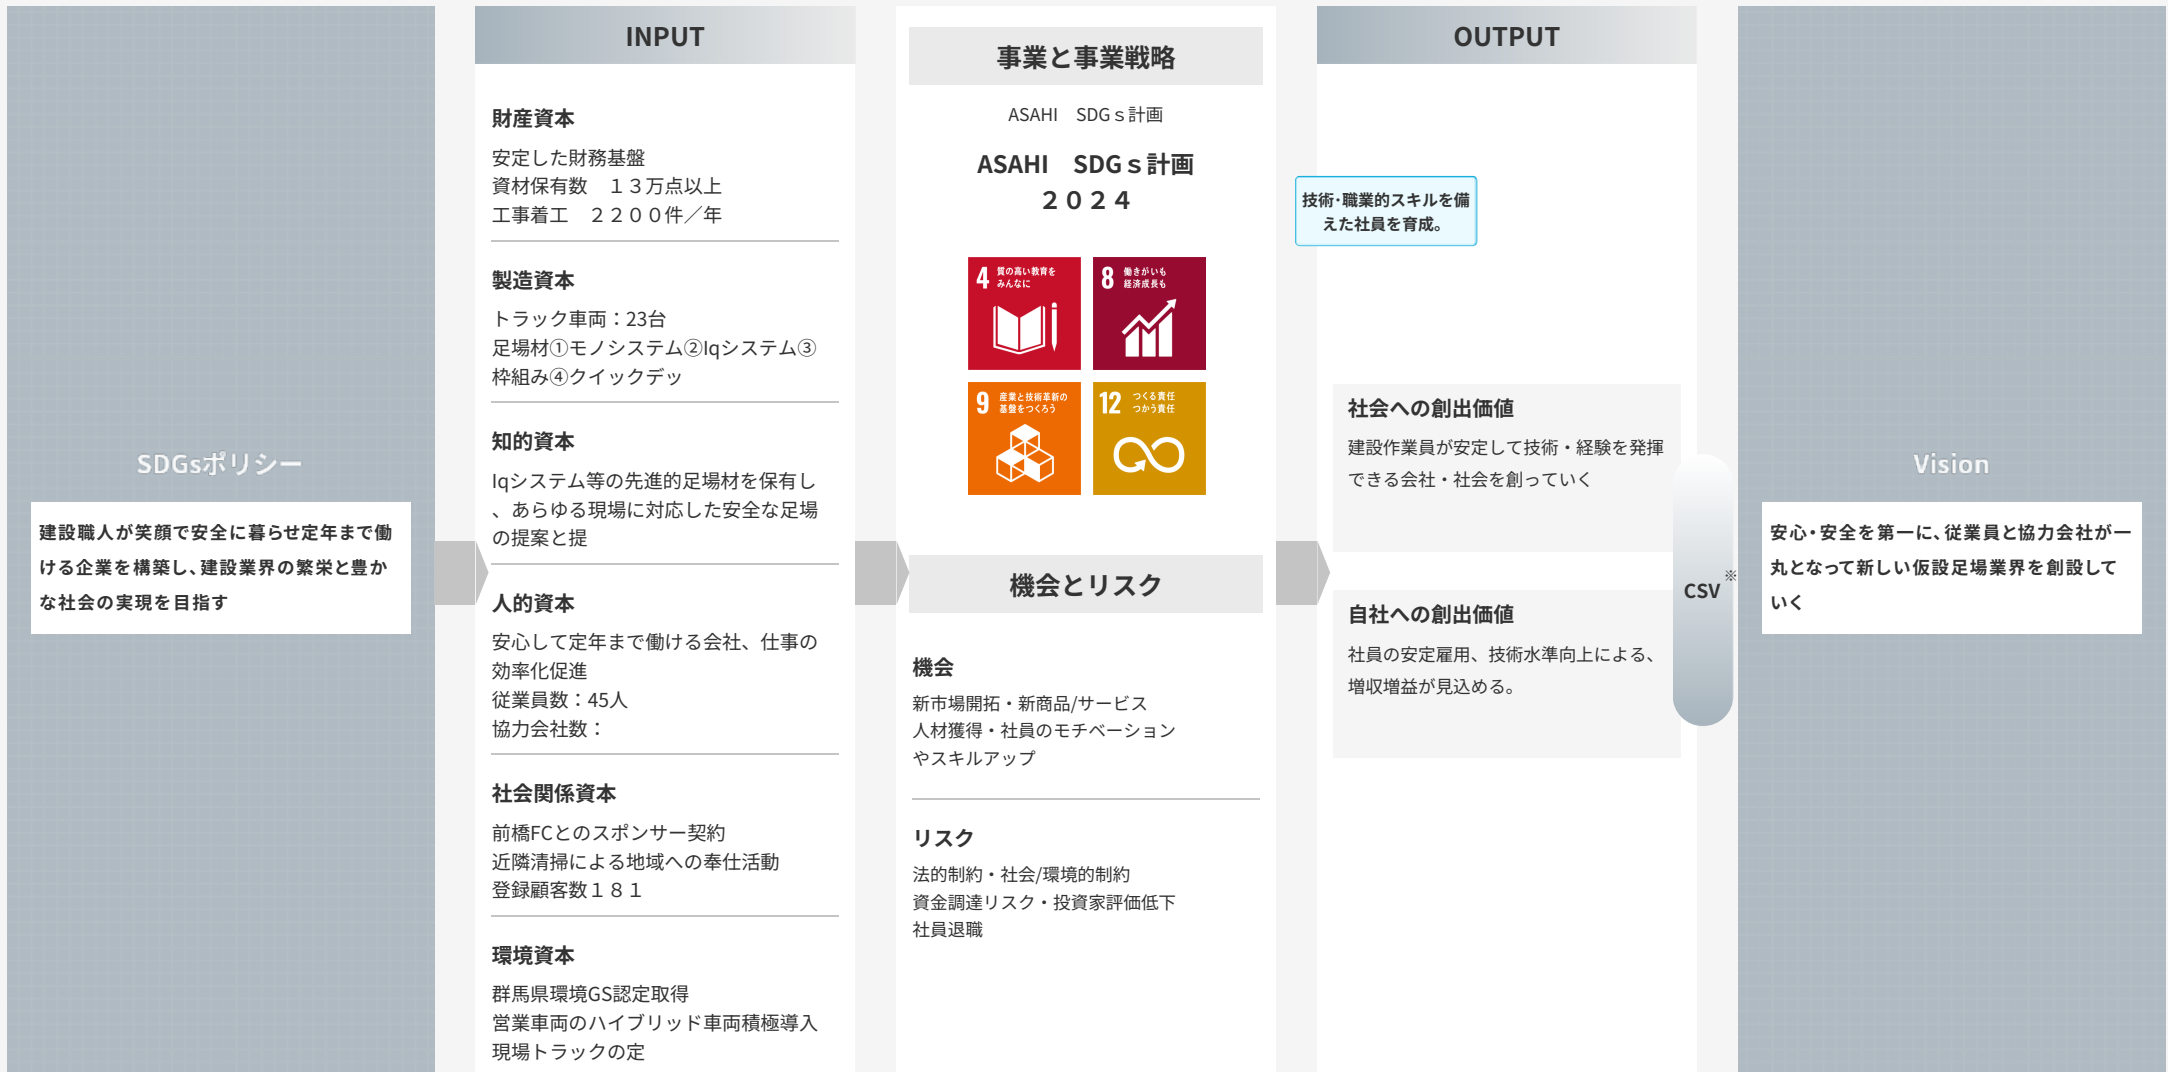 SDGsポリシー
建設職人が笑顔で安全に暮らせ定年まで働
ける企業を構築し、建設業界の繁栄と豊か
な社会の実現を目指す
INPUT
財産資本
安定した財務基盤
資材保有数　１３万点以上
工事着工　２２００件／年
製造資本
トラック車両：23台
足場材①モノシステム②Iqシステム③
枠組み④クイックデッ
知的資本
Iqシステム等の先進的足場材を保有し
、あらゆる現場に対応した安全な足場
の提案と提
人的資本
安心して定年まで働ける会社、仕事の
効率化促進
従業員数：45人
協力会社数：
社会関係資本
前橋FCとのスポンサー契約
近隣清掃による地域への奉仕活動
登録顧客数１８１
環境資本
群馬県環境GS認定取得
営業車両のハイブリッド車両積極導入
現場トラックの定
事業と事業戦略
ASAHI　SDGｓ計画
ASAHI　SDGｓ計画
２０２４
4 質の高い教育を
みんなに
8 働きがいも
経済成長も
9 産業と技術革新の
基盤をつくろう
12 つくる責任
つかう責任
機会とリスク
機会
新市場開拓・新商品/サービス
人材獲得・社員のモチベーション
やスキルアップ
リスク
法的制約・社会/環境的制約
資金調達リスク・投資家評価低下
社員退職
OUTPUT
技術･職業的スキルを備
えた社員を育成。
社会への創出価値
建設作業員が安定して技術・経験を発揮
できる会社・社会を創っていく
自社への創出価値
社員の安定雇用、技術水準向上による、
増収増益が見込める。
CSV※
Vision
安心・安全を第一に、従業員と協力会社が一
丸となって新しい仮設足場業界を創設して
いく